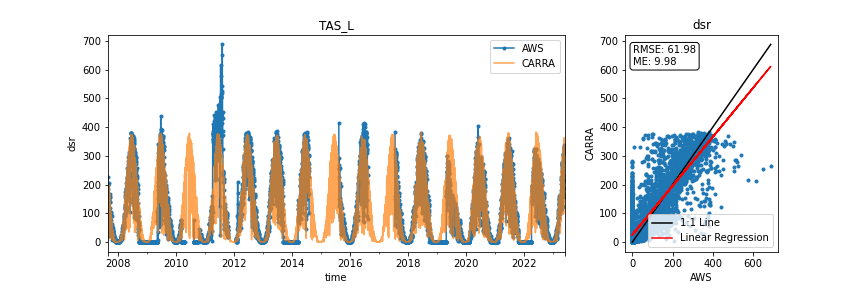 TAS_L
dsr
700
600
500
400
300
200
100
0
dsr
AWS
CARRA
2008
2010
2012
2014
2016
2018
2020
2022
time
700
600
500
400
300
200
100
0
CARRA
RMSE: 61.98
ME: 9.98
1:1 Line
Linear Regression
0
200
400
600
AWS